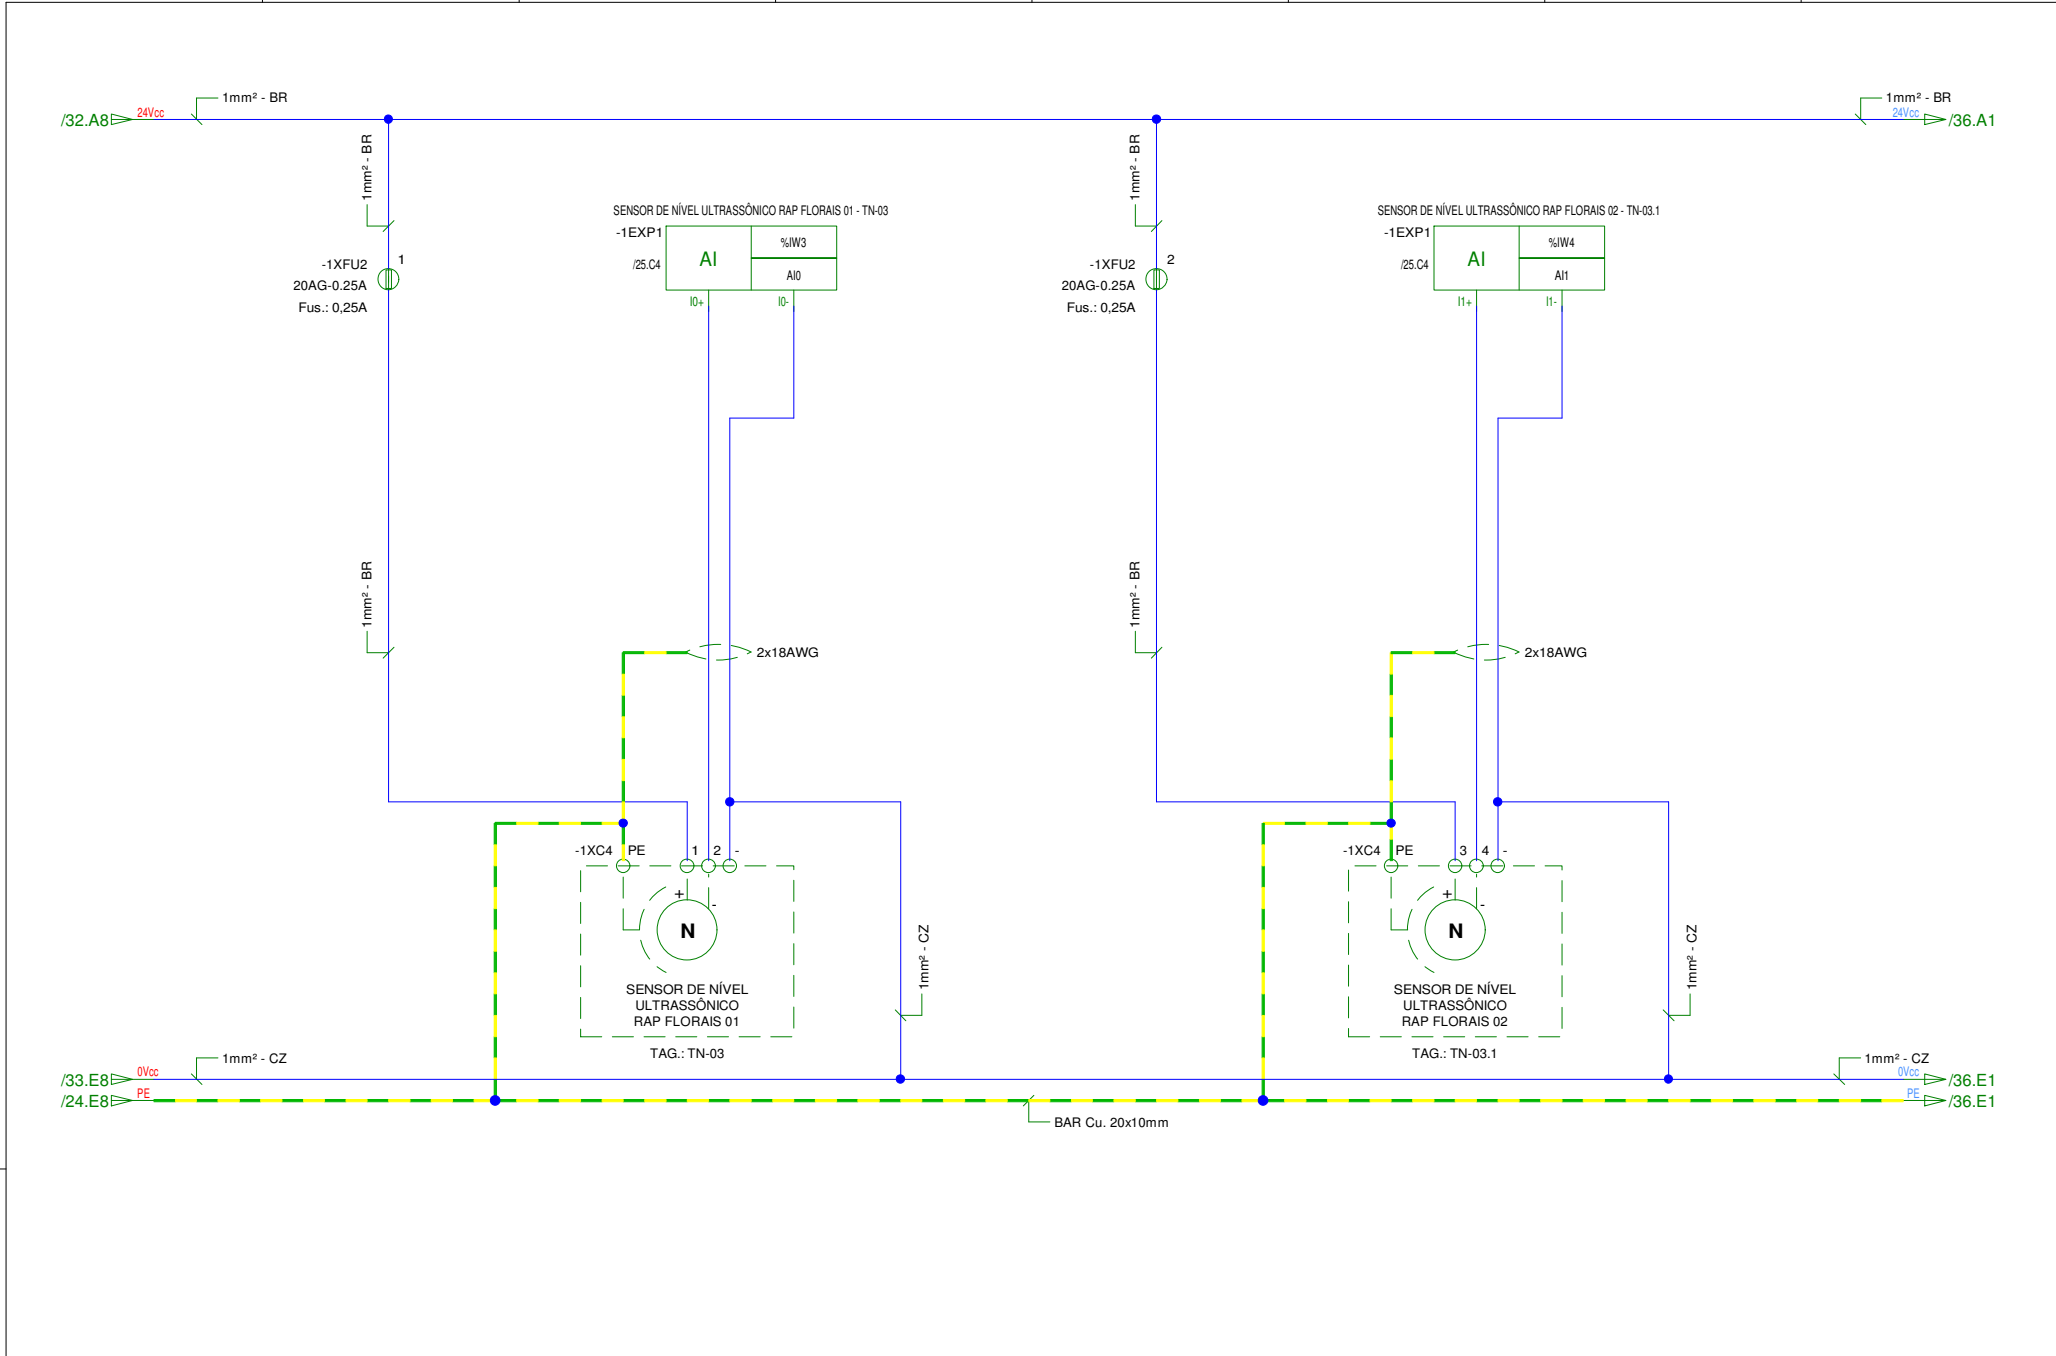 1mm² - BR
1mm² - BR
/32.A8 24Vcc
24Vcc /36.A1
1mm² - BR
1mm² - BR
SENSOR DE NÍVEL ULTRASSÔNICO RAP FLORAIS 01 - TN-03
SENSOR DE NÍVEL ULTRASSÔNICO RAP FLORAIS 02 - TN-03.1
-1EXP1
/25.C4
AI
%IW3
AI0
I0+
I0-
-1EXP1
/25.C4
AI
%IW4
AI1
I1+
I1-
-1XFU2
1
20AG-0.25A
Fus.: 0,25A
-1XFU2
2
20AG-0.25A
Fus.: 0,25A
1mm² - BR
1mm² - BR
2x18AWG
2x18AWG
-1XC4 PE 1 2 -
+
-
N
SENSOR DE NÍVEL
ULTRASSÔNICO
RAP FLORAIS 01
TAG.: TN-03
1mm² - CZ
-1XC4 PE 3 4 -
+
-
N
SENSOR DE NÍVEL
ULTRASSÔNICO
RAP FLORAIS 02
TAG.: TN-03.1
1mm² - CZ
1mm² - CZ
1mm² - CZ
/33.E8 0Vcc
0Vcc /36.E1
/24.E8 PE
PE /36.E1
BAR Cu. 20x10mm